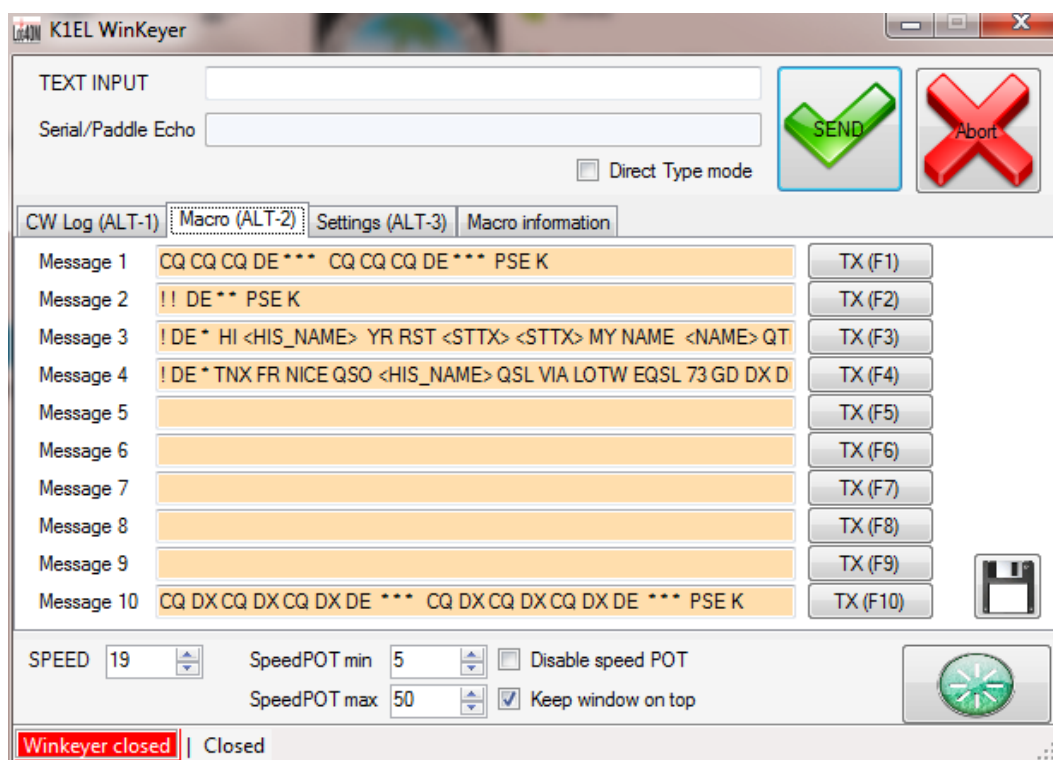 Log4OM K1EL WinKeyer
TEXT INPUT
SEND
Abort
Serial/Paddle Echo
Direct Type mode
CW Log (ALT-1) Macro (ALT-2) Settings (ALT-3) Macro information
Message 1 CQ CQ CQ DE * * * CQ CQ CQ DE * * * PSE K TX (F1)
Message 2 ! ! DE * * PSE K TX (F2)
Message 3 ! DE * HI <HIS_NAME> YR RST <STTX> <STTX> MY NAME <NAME> QT TX (F3)
Message 4 ! DE * TNX FR NICE QSO <HIS_NAME> QSL VIA LOTW EQSL 73 GD DX D TX (F4)
Message 5 TX (F5)
Message 6 TX (F6)
Message 7 TX (F7)
Message 8 TX (F8)
Message 9 TX (F9)
Message 10 CQ DX CQ DX CQ DX DE * * * CQ DX CQ DX CQ DX DE * * * PSE K TX (F10)
SPEED 19 SpeedPOT min 5 Disable speed POT
SpeedPOT max 50 Keep window on top
Winkeyer closed | Closed